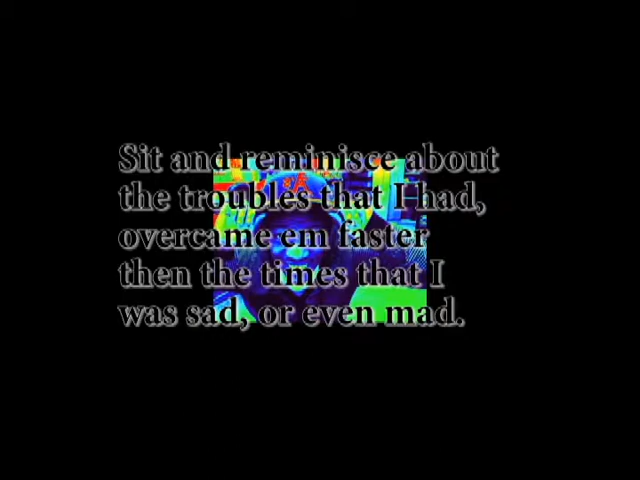 Sit and reminisce about
the troubles that I had,
overcame em faster
then the times that I
was sad, or even mad.